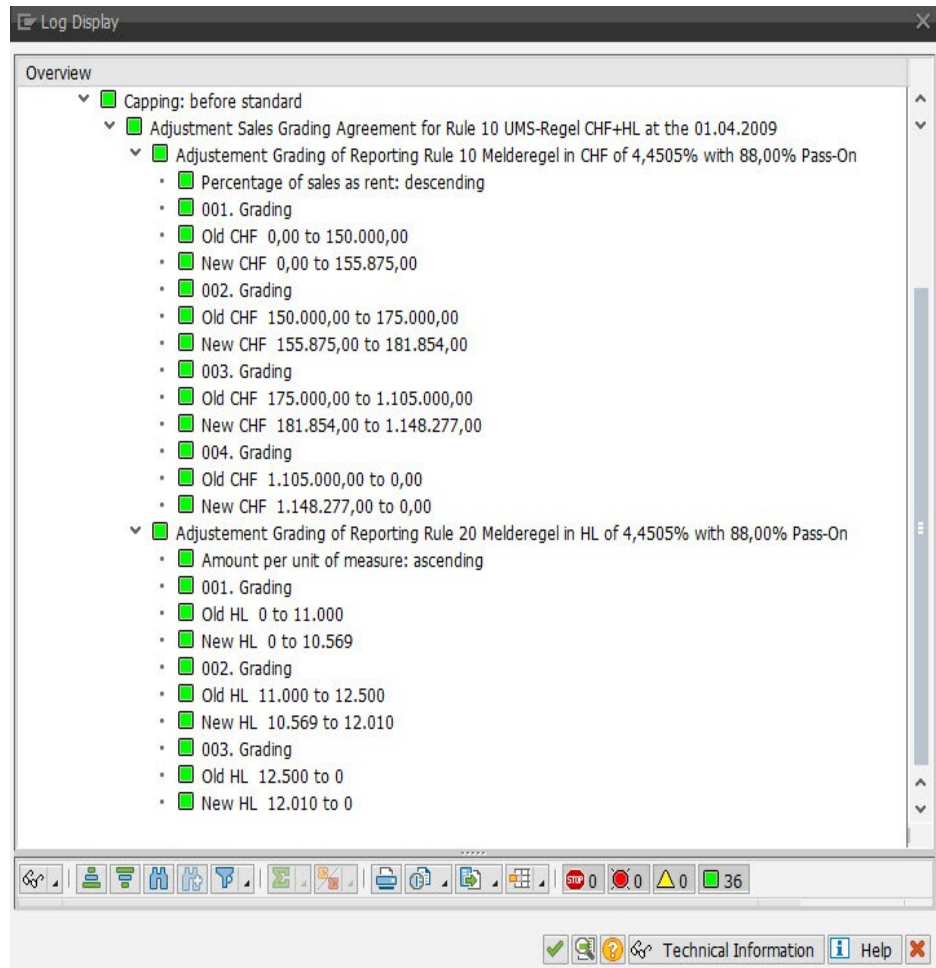 Log Display
Overview
Capping: before standard
Adjustment Sales Grading Agreement for Rule 10 UMS-Regel CHF+HL at the 01.04.2009
Adjustement Grading of Reporting Rule 10 Melderegel in CHF of 4,4505% with 88,00% Pass-On
Percentage of sales as rent: descending
001. Grading
Old CHF 0,00 to 150.000,00
New CHF 0,00 to 155.875,00
002. Grading
Old CHF 150.000,00 to 175.000,00
New CHF 155.875,00 to 181.854,00
003. Grading
Old CHF 175.000,00 to 1.105.000,00
New CHF 181.854,00 to 1.148.277,00
004. Grading
Old CHF 1.105.000,00 to 0,00
New CHF 1.148.277,00 to 0,00
Adjustement Grading of Reporting Rule 20 Melderegel in HL of 4,4505% with 88,00% Pass-On
Amount per unit of measure: ascending
001. Grading
Old HL 0 to 11.000
New HL 0 to 10.569
002. Grading
Old HL 11.000 to 12.500
New HL 10.569 to 12.010
003. Grading
Old HL 12.500 to 0
New HL 12.010 to 0
STOP 0 0 0 36
Technical Information Help